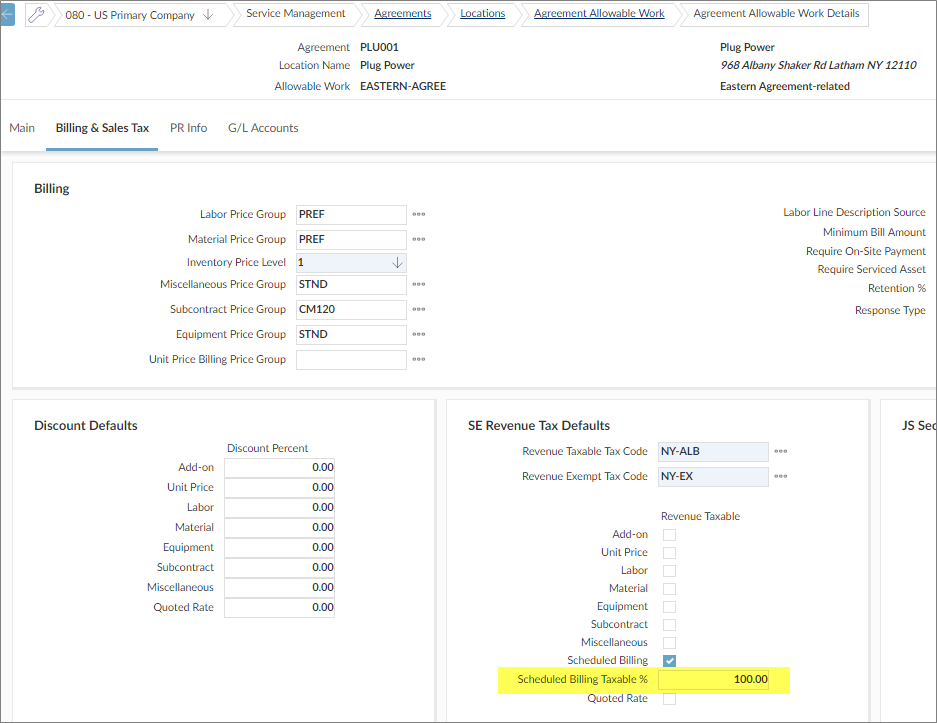 080 - US Primary Company
Service Management
Agreements
Locations
Agreement Allowable Work
Agreement Allowable Work Details
Agreement PLU001 Plug Power
Location Name Plug Power 968 Albany Shaker Rd Latham NY 12110
Allowable Work EASTERN-AGREE Eastern Agreement-related
Main Billing & Sales Tax PR Info G/L Accounts
Billing
Labor Price Group PREF
Material Price Group PREF
Inventory Price Level 1
Miscellaneous Price Group STND
Subcontract Price Group CM120
Equipment Price Group STND
Unit Price Billing Price Group
Labor Line Description Source
Minimum Bill Amount
Require On-Site Payment
Require Serviced Asset
Retention %
Response Type
Discount Defaults
Discount Percent
Add-on 0.00
Unit Price 0.00
Labor 0.00
Material 0.00
Equipment 0.00
Subcontract 0.00
Miscellaneous 0.00
Quoted Rate 0.00
SE Revenue Tax Defaults
Revenue Taxable Tax Code NY-ALB
Revenue Exempt Tax Code NY-EX
Revenue Taxable
Add-on
Unit Price
Labor
Material
Equipment
Subcontract
Miscellaneous
Scheduled Billing
Scheduled Billing Taxable % 100.00
Quoted Rate
JS Sec